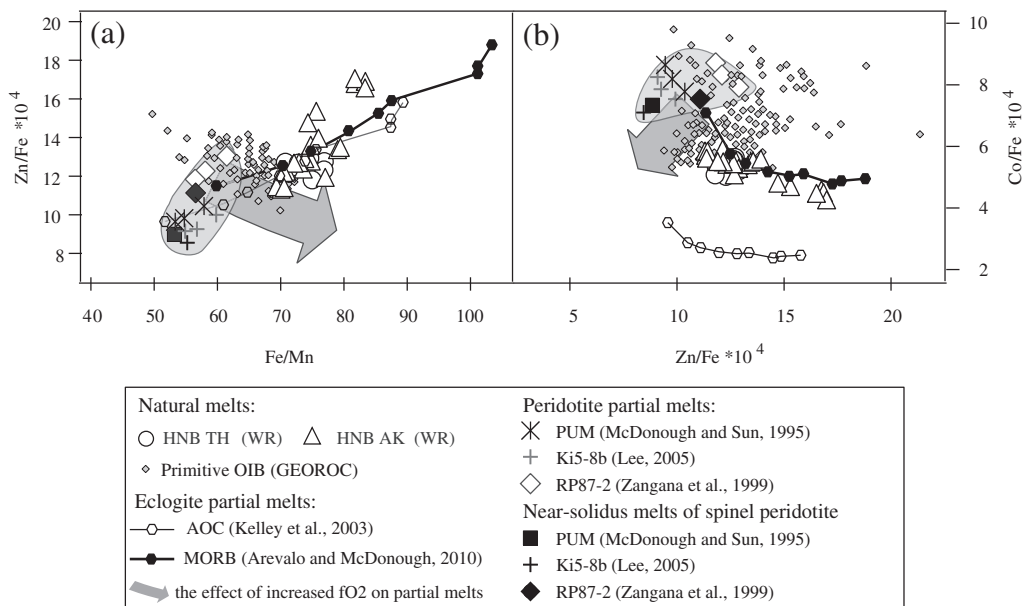 (a)
(b)
Zn/Fe *10 4
20
18
16
14
12
10
8
40 50 60 70 80 90 100
Fe/Mn
5 10 15 20
Zn/Fe *10 4
10
8
6
4
2
Co/Fe *10 4
Natural melts:
HNB TH (WR) HNB AK (WR)
Primitive OIB (GEOROC)
Eclogite partial melts:
AOC (Kelley et al., 2003)
MORB (Arevalo and McDonough, 2010)
the effect of increased fO2 on partial melts
Peridotite partial melts:
PUM (McDonough and Sun, 1995)
Ki5-8b (Lee, 2005)
RP87-2 (Zangana et al., 1999)
Near-solidus melts of spinel peridotite
PUM (McDonough and Sun, 1995)
Ki5-8b (Lee, 2005)
RP87-2 (Zangana et al., 1999)